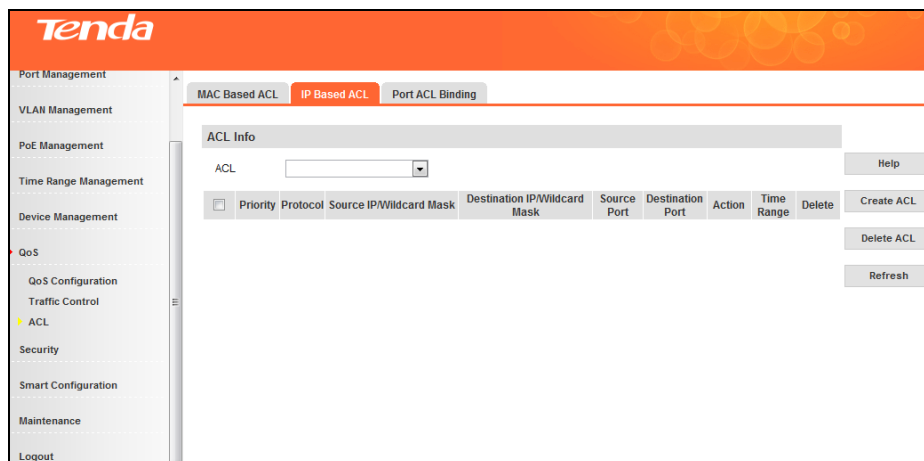 Tenda
Port Management
VLAN Management
PoE Management
Time Range Management
Device Management
QoS
QoS Configuration
Traffic Control
ACL
Security
Smart Configuration
Maintenance
Logout
MAC Based ACL
IP Based ACL
Port ACL Binding
ACL Info
ACL
Priority Protocol Source IP/Wildcard Mask Destination IP/Wildcard Mask Source Port Destination Port Action Time Range Delete
Help
Create ACL
Delete ACL
Refresh